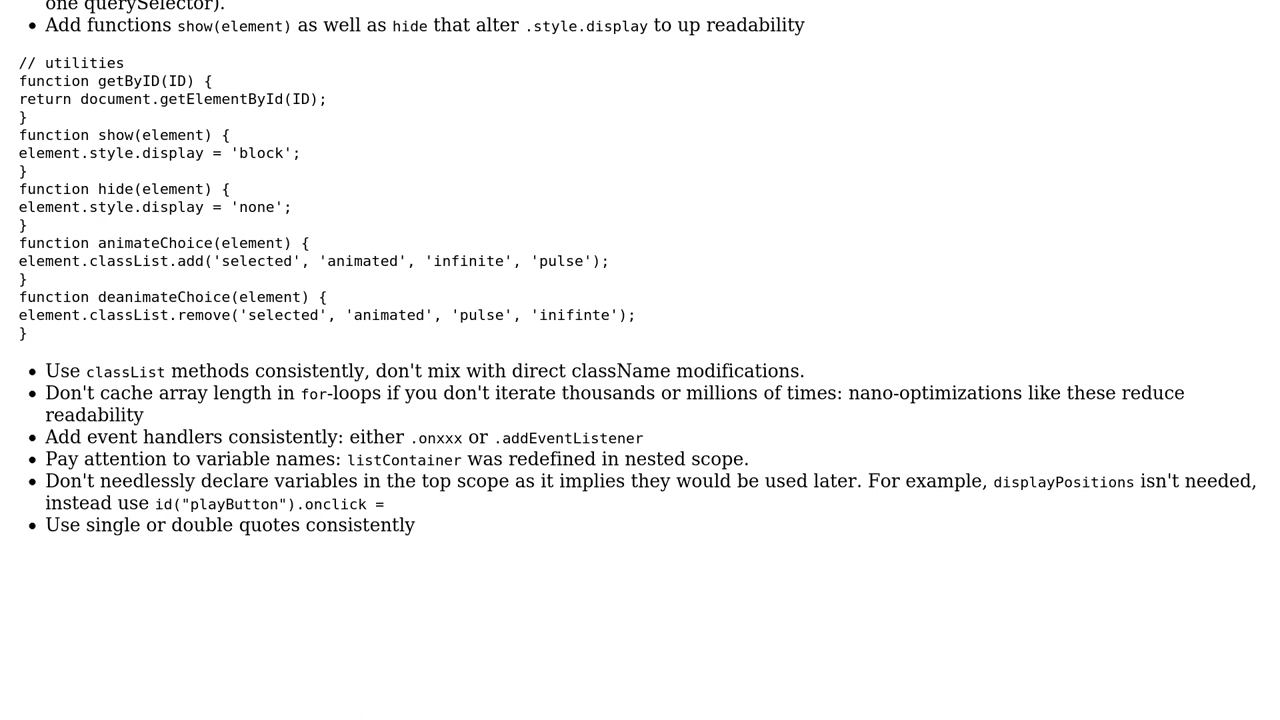 one querySelector).
Add functions show(element) as well as hide that alter .style.display to up readability
// utilities
function getByID(ID) {
return document.getElementById(ID);
}
function show(element) {
element.style.display = 'block';
}
function hide(element) {
element.style.display = 'none';
}
function animateChoice(element) {
element.classList.add('selected', 'animated', 'infinite', 'pulse');
}
function deanimateChoice(element) {
element.classList.remove('selected', 'animated', 'pulse', 'inifinte');
}
Use classList methods consistently, don't mix with direct className modifications.
Don't cache array length in for-loops if you don't iterate thousands or millions of times: nano-optimizations like these reduce
readability
Add event handlers consistently: either .onxxx or .addEventListener
Pay attention to variable names: listContainer was redefined in nested scope.
Don't needlessly declare variables in the top scope as it implies they would be used later. For example, displayPositions isn't needed,
instead use id("playButton").onclick =
Use single or double quotes consistently